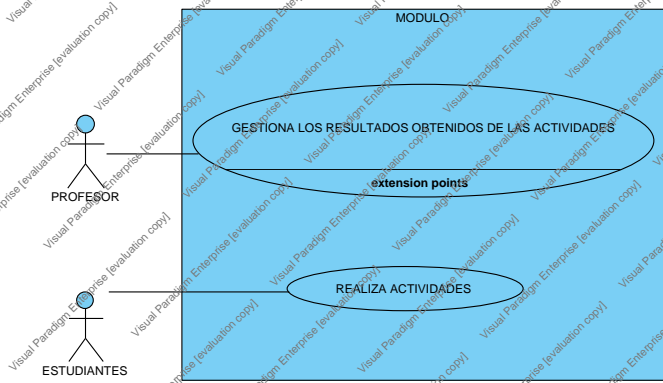 MODULO
GESTIONA LOS RESULTADOS OBTENIDOS DE LAS ACTIVIDADES
extension points
PROFESOR
REALIZA ACTIVIDADES
ESTUDIANTES
Visual Paradigm Enterprise [evaluation copy]